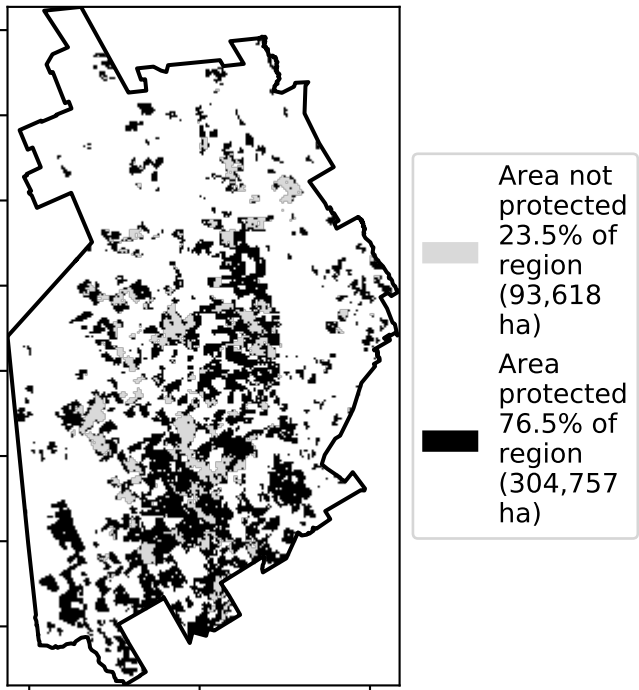 Area not
protected
23.5% of
region
(93,618
ha)
Area
protected
76.5% of
region
(304,757
ha)